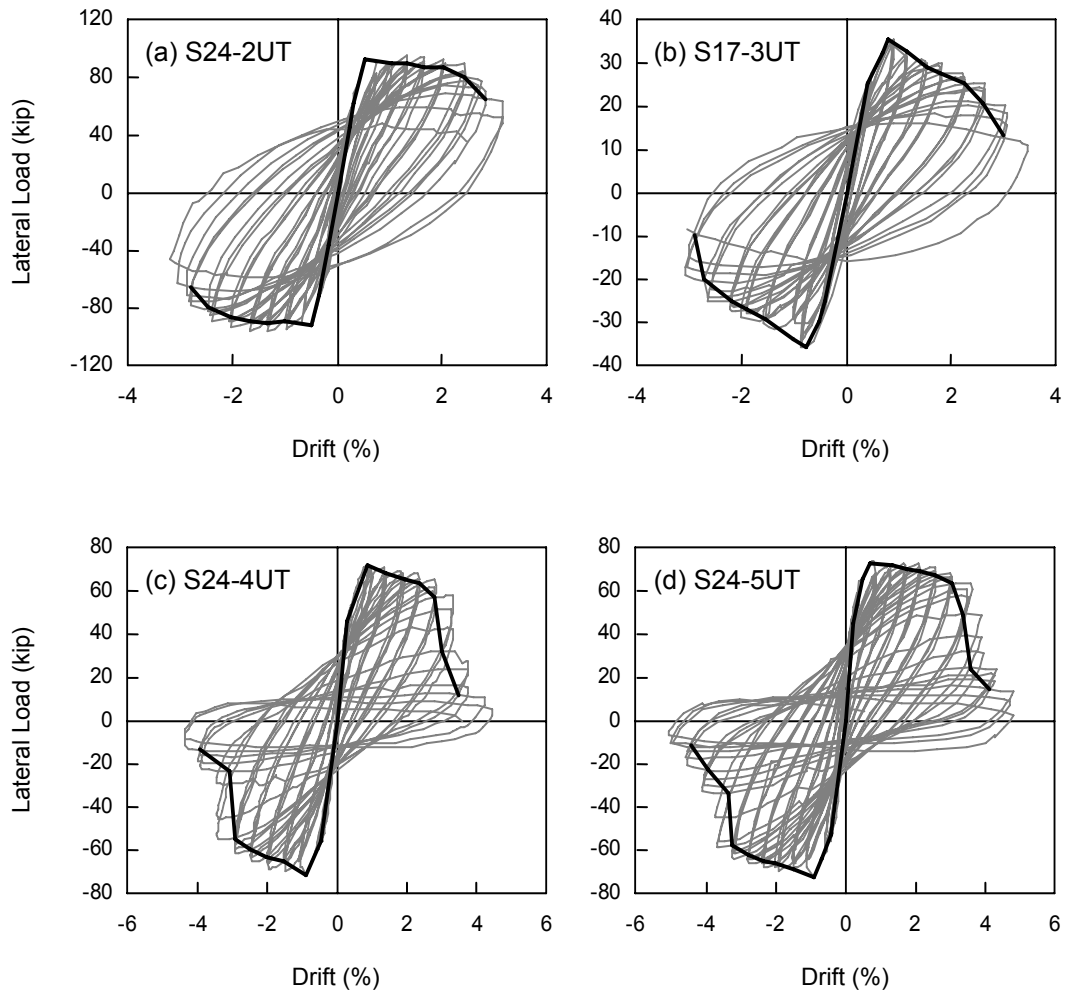 120
80
40
0
-40
-80
-120
Lateral Load (kip)
(a) S24-2UT
-4 -2 0 2 4
Drift (%)
40
30
20
10
0
-10
-20
-30
-40
(b) S17-3UT
-4 -2 0 2 4
Drift (%)
80
60
40
20
0
-20
-40
-60
-80
Lateral Load (kip)
(c) S24-4UT
-6 -4 -2 0 2 4 6
Drift (%)
80
60
40
20
0
-20
-40
-60
-80
(d) S24-5UT
-6 -4 -2 0 2 4 6
Drift (%)